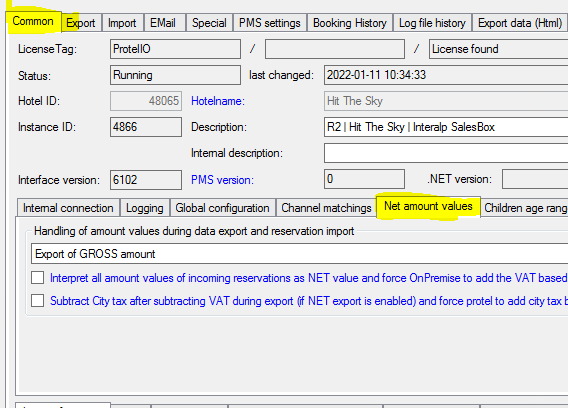 Common Export Import EMail Special PMS settings Booking History Log file history Export data (Html)
LicenseTag: ProtelIO / / License found
Status: Running last changed: 2022-01-11 10:34:33
Hotel ID: 48065 Hotelname: Hit The Sky
Instance ID: 4866 Description: R2 | Hit The Sky | Interalp SalesBox
Internal description:
Interface version: 6102 PMS version: 0 .NET version:
Internal connection Logging Global configuration Channel matchings Net amount values Children age rang
Handling of amount values during data export and reservation import
Export of GROSS amount
Interpret all amount values of incoming reservations as NET value and force OnPremise to add the VAT based
Subtract City tax after subtracting VAT during export (if NET export is enabled) and force protel to add city tax b